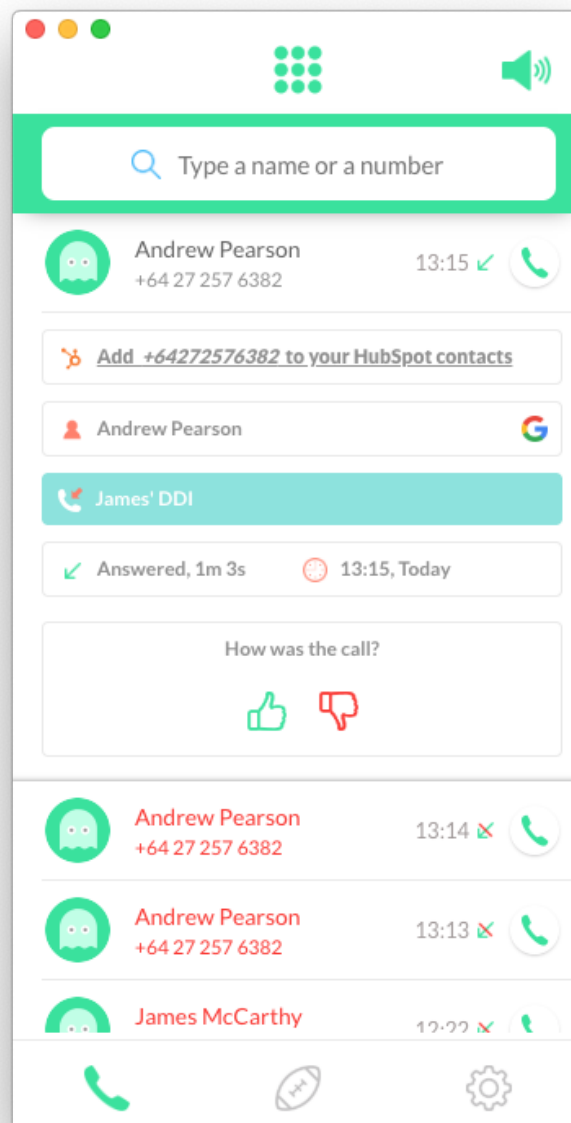 Type a name or a number
Andrew Pearson
+64 27 257 6382
13:15
Add +64272576382 to your HubSpot contacts
Andrew Pearson
James' DDI
Answered, 1m 3s
13:15, Today
How was the call?
Andrew Pearson
+64 27 257 6382
13:14
Andrew Pearson
+64 27 257 6382
13:13
James McCarthy
12:22